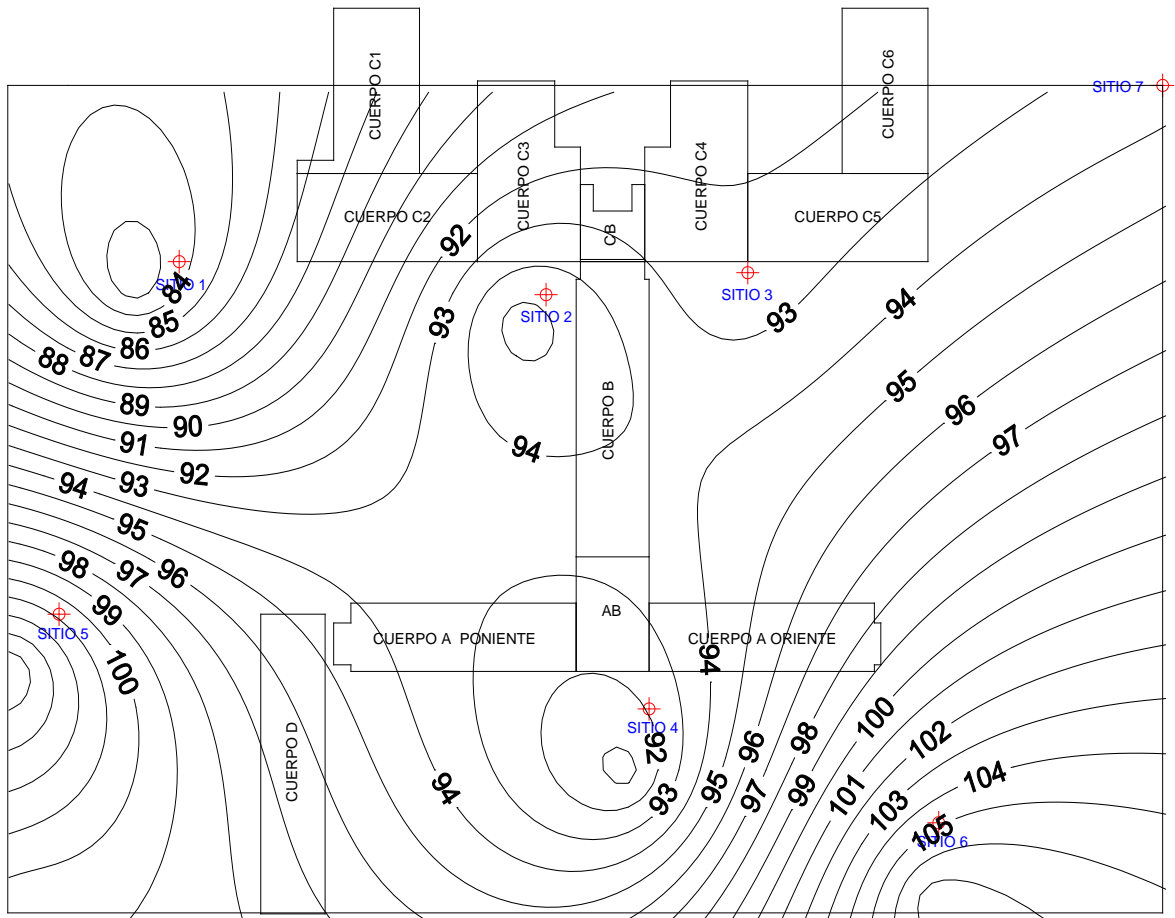 CUERPO C1
CUERPO C6
SITIO 7
CUERPO C3
CUERPO C4
CUERPO C2
CUERPO C5
CB
92
SITIO 1
84
SITIO 2
SITIO 3
85
93
93
94
86
87
88
95
89
96
90
97
91
CUERPO B
94
92
94
93
95
96
97
98
99
100
SITIO 5
AB
CUERPO A PONIENTE
CUERPO A ORIENTE
94
SITIO 4
92
CUERPO D
94
93
95
96
97
98
99
100
101
102
103
104
105
SITIO 6